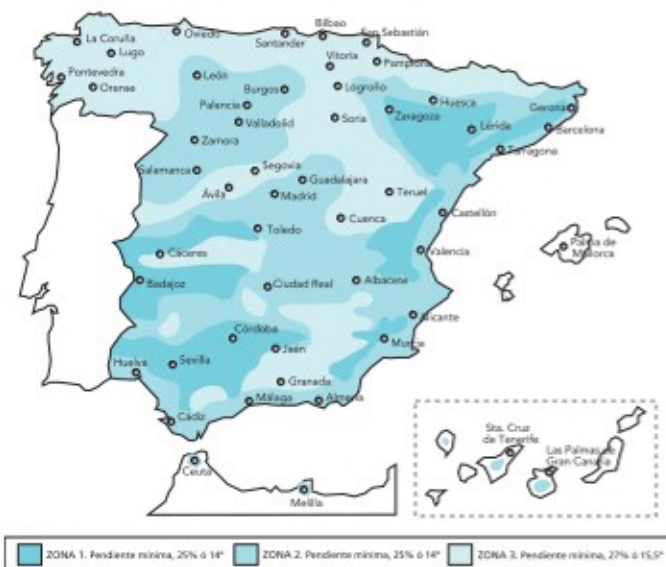 Bilbao
La Coruña
Oviedo
Santander
San Sebastián
Lugo
Vitoria
Pamplona
Pontevedra
León
Orense
Burgos
Logroño
Palencia
Huesca
Gerona
Valladolid
Soria
Zaragoza
Lérida
Barcelona
Zamora
Tarragona
Salamanca
Segovia
Guadalajara
Ávila
Madrid
Teruel
Castellón
Cuenca
Toledo
Palma de
Mallorca
Cáceres
Valencia
Badajoz
Ciudad Real
Albacete
Alicante
Córdoba
Murcia
Jaén
Huelva
Sevilla
Granada
Málaga
Almería
Cádiz
Sta. Cruz
de Tenerife
Las Palmas de
Gran Canaria
Ceuta
Melilla
ZONA 1. Pendiente mínima, 25% ó 14°
ZONA 2. Pendiente mínima, 25% ó 14°
ZONA 3. Pendiente mínima, 27% ó 15,5°